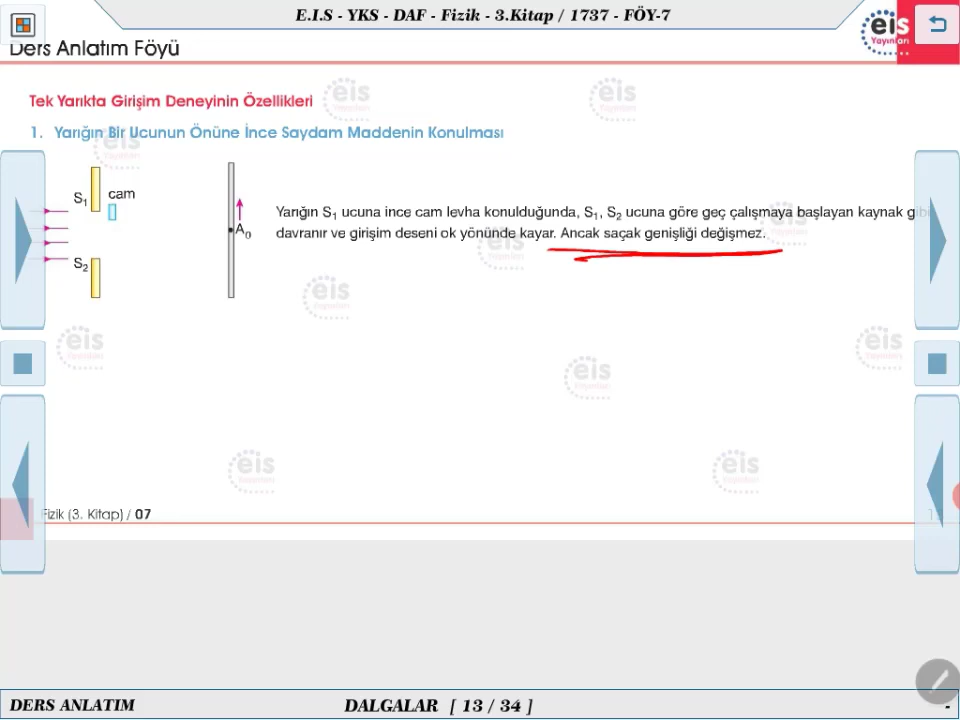 E.I.S - YKS - DAF - Fizik - 3.Kitap / 1737 - FÖY-7
eis
Yayınları
Ders Anlatım Föyü
Tek Yarıkta Girişim Deneyinin Özellikleri
1. Yarığın Bir Ucunun Önüne İnce Saydam Maddenin Konulması
S1
cam
A0
S2
Yarığın S1 ucuna ince cam levha konulduğunda, S1, S2 ucuna göre geç çalışmaya başlayan kaynak gibi
davranır ve girişim deseni ok yönünde kayar. Ancak saçak genişliği değişmez.
Fizik (3. Kitap) / 07
DERS ANLATIM
DALGALAR [ 13 / 34 ]
-